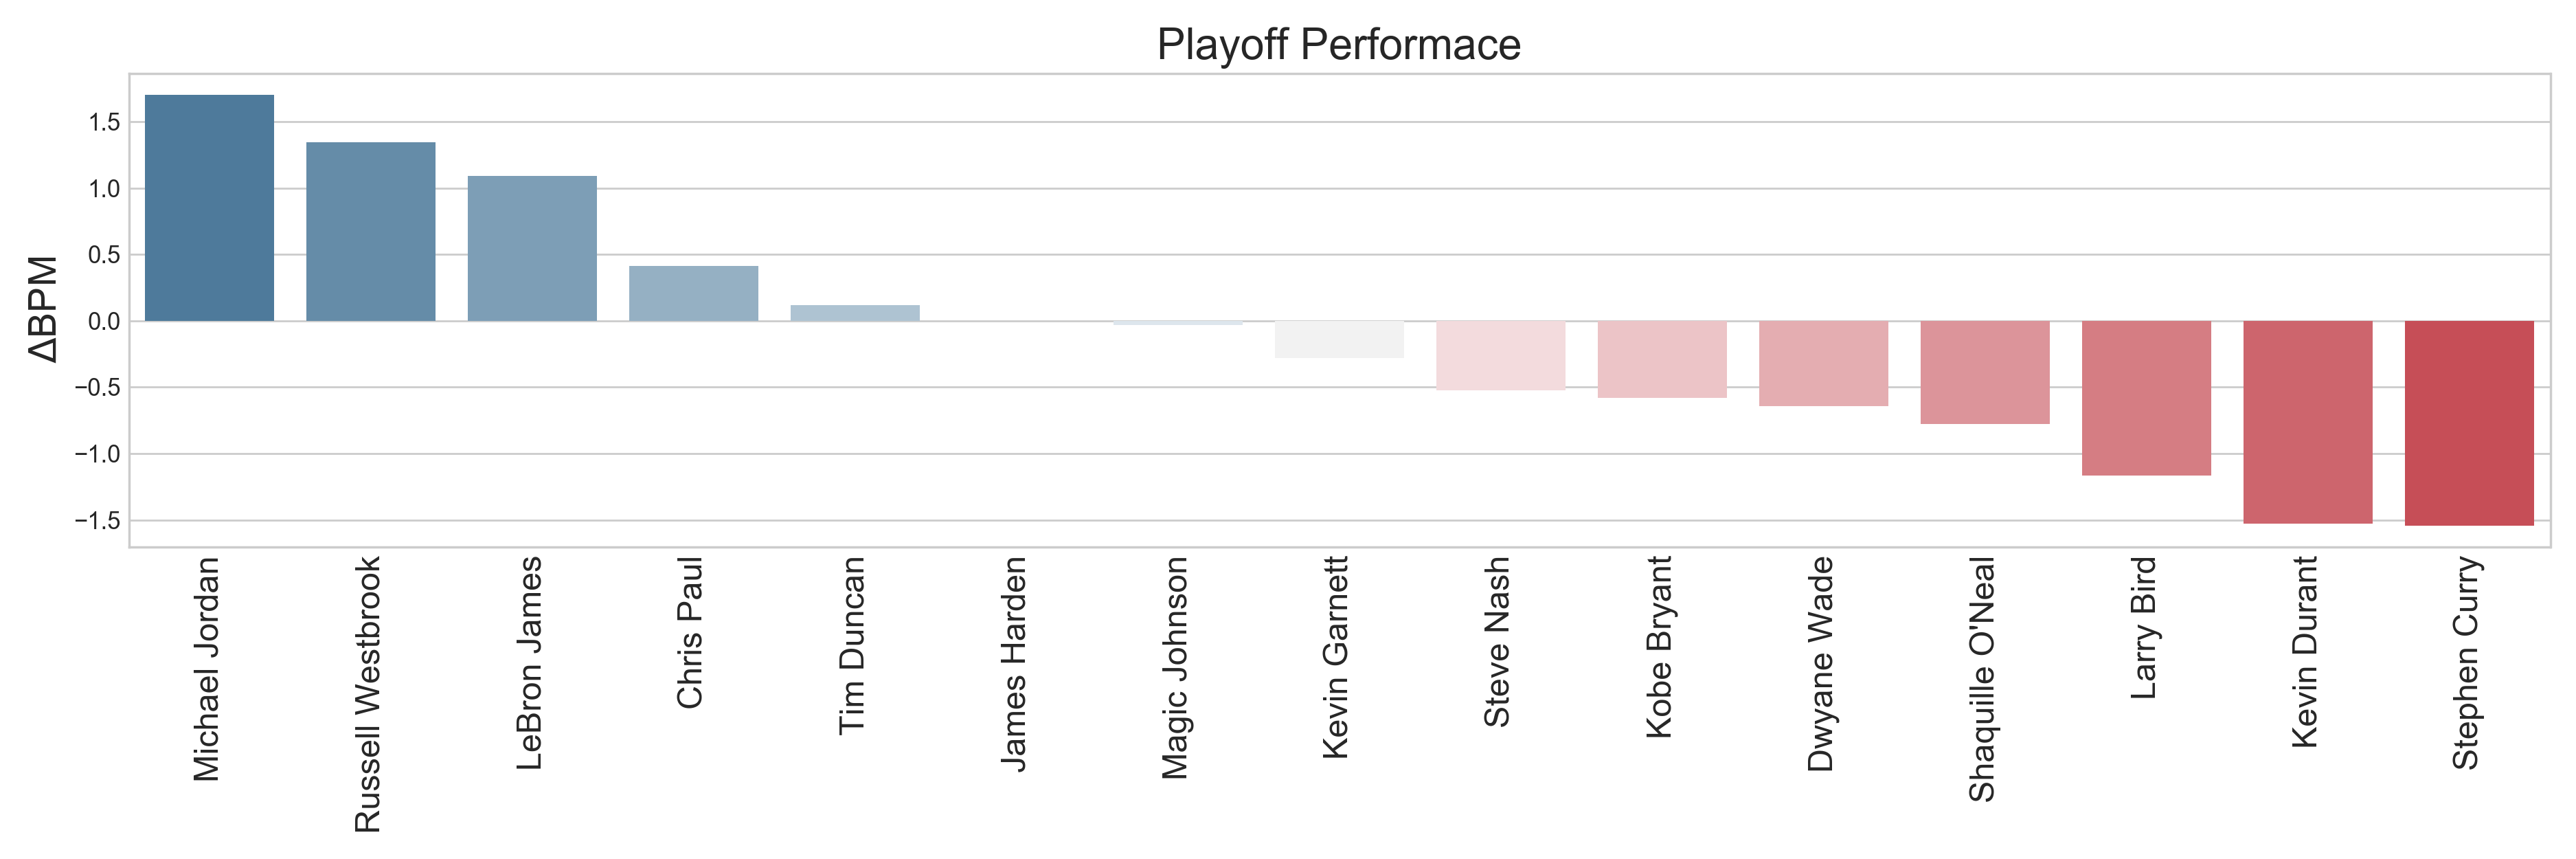 Playoff Performace
ΔBPM
1.5
1.0
0.5
0.0
−0.5
−1.0
−1.5
Michael Jordan
Russell Westbrook
LeBron James
Chris Paul
Tim Duncan
James Harden
Magic Johnson
Kevin Garnett
Steve Nash
Kobe Bryant
Dwyane Wade
Shaquille O'Neal
Larry Bird
Kevin Durant
Stephen Curry